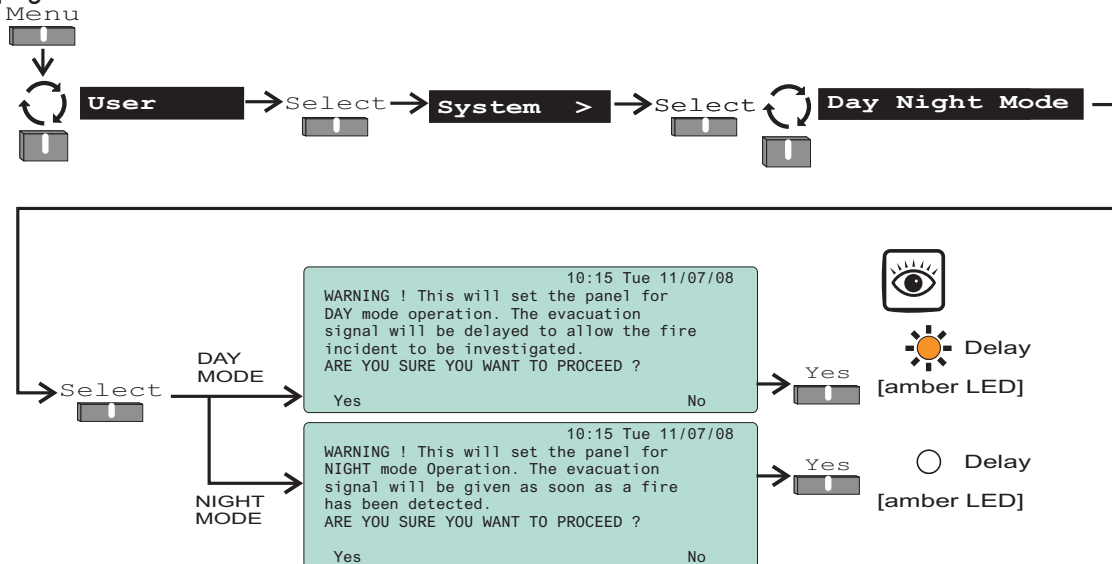 Menu
User
Select
System >
Select
Day Night Mode
Select
DAY
MODE
10:15 Tue 11/07/08
WARNING ! This will set the panel for
DAY mode operation. The evacuation
signal will be delayed to allow the fire
incident to be investigated.
ARE YOU SURE YOU WANT TO PROCEED ?
Yes No
Yes
Delay
[amber LED]
NIGHT
MODE
10:15 Tue 11/07/08
WARNING ! This will set the panel for
NIGHT mode Operation. The evacuation
signal will be given as soon as a fire
has been detected.
ARE YOU SURE YOU WANT TO PROCEED ?
Yes No
Yes
Delay
[amber LED]